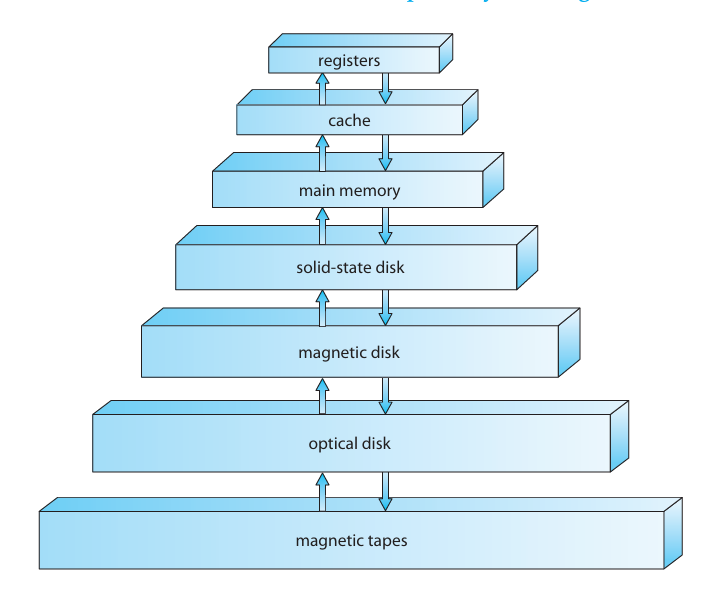 registers
cache
main memory
solid-state disk
magnetic disk
optical disk
magnetic tapes